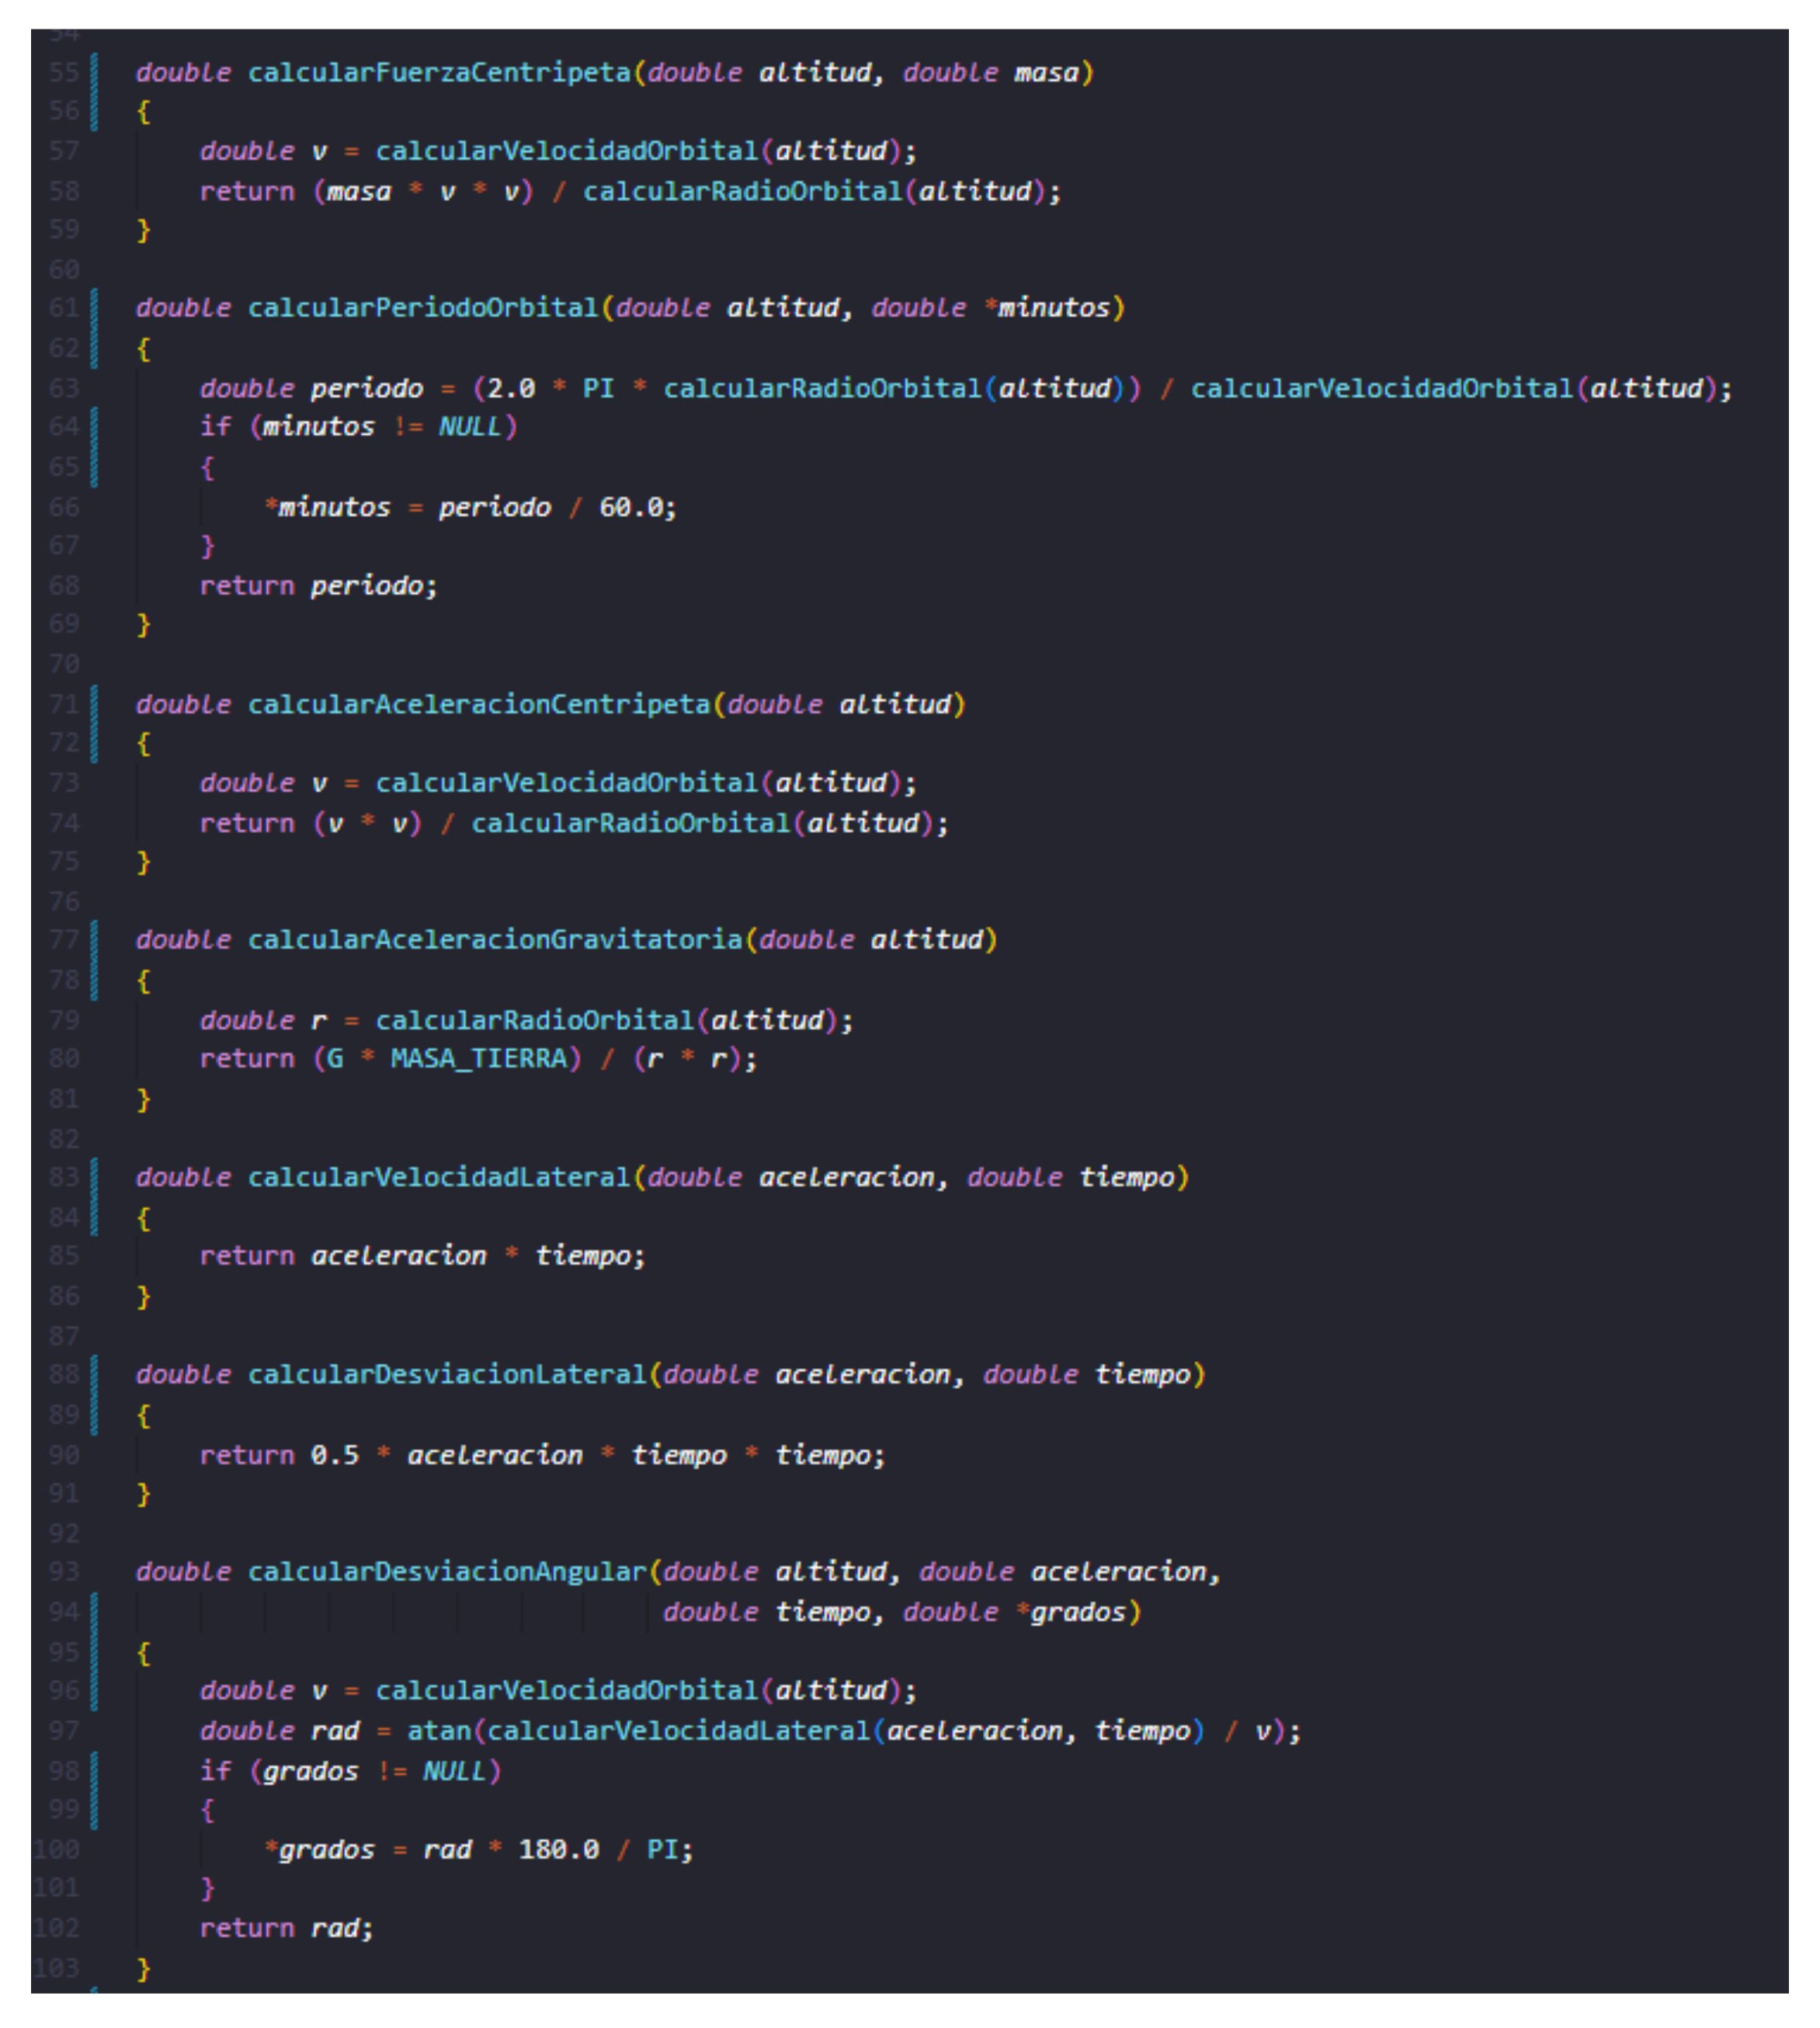 54
55 double calcularFuerzaCentripeta(double altitud, double masa)
56 {
57 double v = calcularVelocidadOrbital(altitud);
58 return (masa * v * v) / calcularRadioOrbital(altitud);
59 }
60
61 double calcularPeriodoOrbital(double altitud, double *minutos)
62 {
63 double periodo = (2.0 * PI * calcularRadioOrbital(altitud)) / calcularVelocidadOrbital(altitud);
64 if (minutos != NULL)
65 {
66 *minutos = periodo / 60.0;
67 }
68 return periodo;
69 }
70
71 double calcularAceleracionCentripeta(double altitud)
72 {
73 double v = calcularVelocidadOrbital(altitud);
74 return (v * v) / calcularRadioOrbital(altitud);
75 }
76
77 double calcularAceleracionGravitatoria(double altitud)
78 {
79 double r = calcularRadioOrbital(altitud);
80 return (G * MASA_TIERRA) / (r * r);
81 }
82
83 double calcularVelocidadLateral(double aceleracion, double tiempo)
84 {
85 return aceleracion * tiempo;
86 }
87
88 double calcularDesviacionLateral(double aceleracion, double tiempo)
89 {
90 return 0.5 * aceleracion * tiempo * tiempo;
91 }
92
93 double calcularDesviacionAngular(double altitud, double aceleracion,
94 double tiempo, double *grados)
95 {
96 double v = calcularVelocidadOrbital(altitud);
97 double rad = atan(calcularVelocidadLateral(aceleracion, tiempo) / v);
98 if (grados != NULL)
99 {
100 *grados = rad * 180.0 / PI;
101 }
102 return rad;
103 }